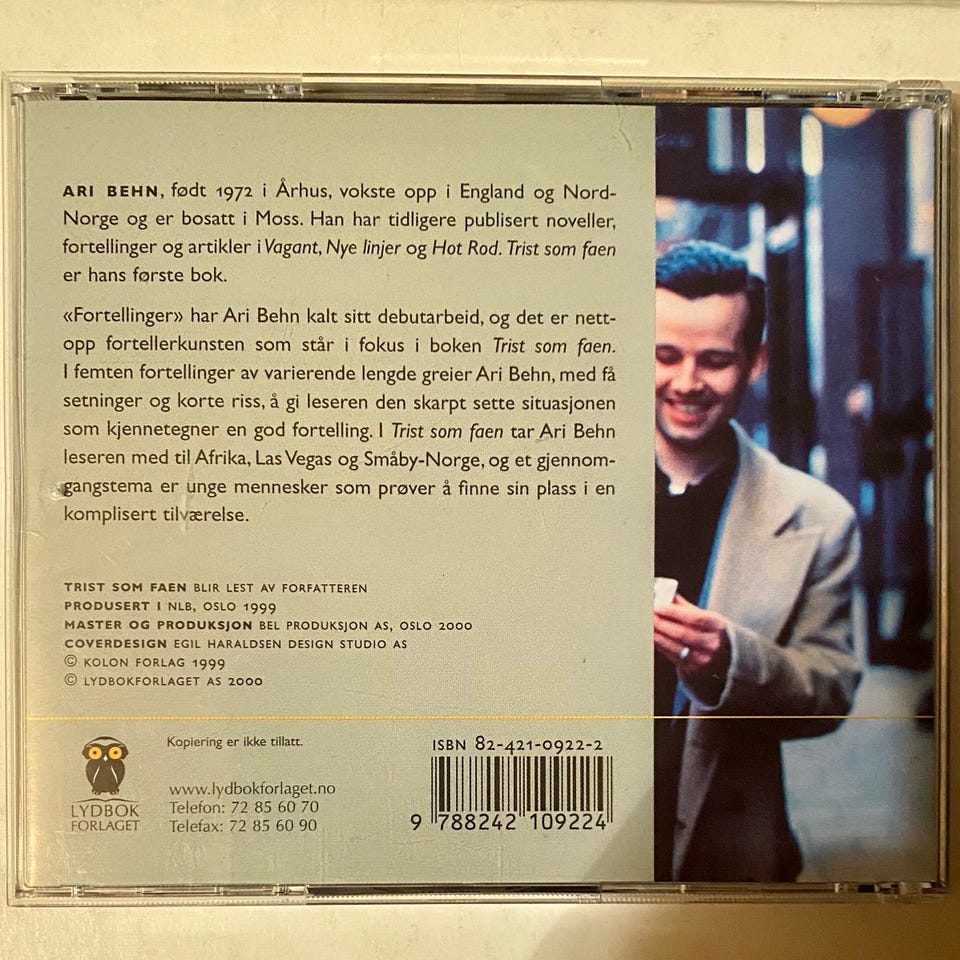 ARI BEHN, født 1972 i Århus, vokste opp i England og Nord-
Norge og er bosatt i Moss. Han har tidligere publisert noveller,
fortellinger og artikler i Vagant, Nye linjer og Hot Rod. Trist som faen
er hans første bok.
«Fortellinger» har Ari Behn kalt sitt debutarbeid, og det er nett-
opp fortellerkunsten som står i fokus i boken Trist som faen.
I femten fortellinger av varierende lengde greier Ari Behn, med få
setninger og korte riss, å gi leseren den skarpt sette situasjonen
som kjennetegner en god fortelling. I Trist som faen tar Ari Behn
leseren med til Afrika, Las Vegas og Småby-Norge, og et gjennom-
gangstema er unge mennesker som prøver å finne sin plass i en
komplisert tilværelse.
TRIST SOM FAEN BLIR LEST AV FORFATTEREN
PRODUSERT I NLB, OSLO 1999
MASTER OG PRODUKSJON BEL PRODUKSJON AS, OSLO 2000
COVERDESIGN EGIL HARALDSEN DESIGN STUDIO AS
© KOLON FORLAG 1999
© LYDBOKFORLAGET AS 2000
LYDBOK
FORLAGET
Kopiering er ikke tillatt.
www.lydbokforlaget.no
Telefon: 72 85 60 70
Telefax: 72 85 60 90
ISBN 82-421-0922-2
9 788242 109224